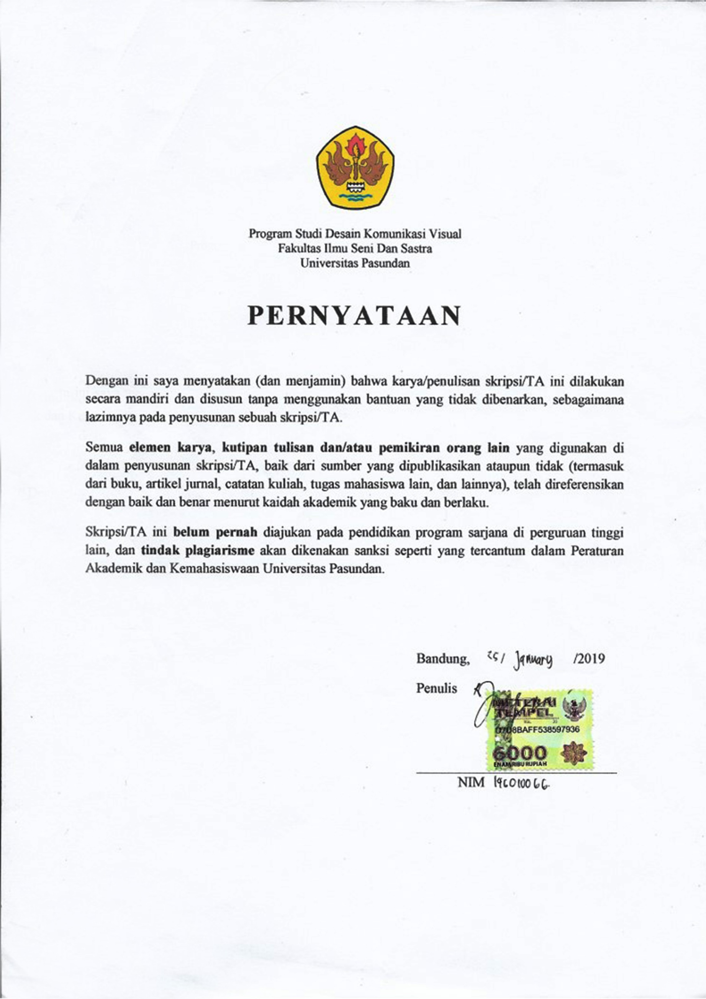 Program Studi Desain Komunikasi Visual
Fakultas Ilmu Seni Dan Sastra
Universitas Pasundan
PERNYATAAN
Dengan ini saya menyatakan (dan menjamin) bahwa karya/penulisan skripsi/TA ini dilakukan
secara mandiri dan disusun tanpa menggunakan bantuan yang tidak dibenarkan, sebagaimana
lazimnya pada penyusunan sebuah skripsi/TA.
Semua elemen karya, kutipan tulisan dan/atau pemikiran orang lain yang digunakan di
dalam penyusunan skripsi/TA, baik dari sumber yang dipublikasikan ataupun tidak (termasuk
dari buku, artikel jurnal, catatan kuliah, tugas mahasiswa lain, dan lainnya), telah direferensikan
dengan baik dan benar menurut kaidah akademik yang baku dan berlaku.
Skripsi/TA ini belum pernah diajukan pada pendidikan program sarjana di perguruan tinggi
lain, dan tindak plagiarisme akan dikenakan sanksi seperti yang tercantum dalam Peraturan
Akademik dan Kemahasiswaan Universitas Pasundan.
Bandung, 25/ January /2019
Penulis
METERAI
TEMPEL
6000
ENAM RIBU RUPIAH
NIM